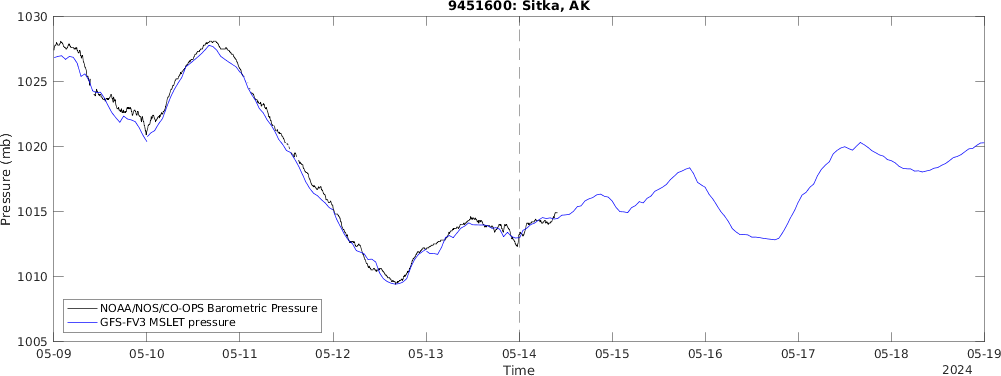 9451600: Sitka, AK
Pressure (mb)
1030
1025
1020
1015
1010
1005
NOAA/NOS/CO-OPS Barometric Pressure
GFS-FV3 MSLET pressure
05-09 05-10 05-11 05-12 05-13 05-14 05-15 05-16 05-17 05-18 05-19
Time
2024